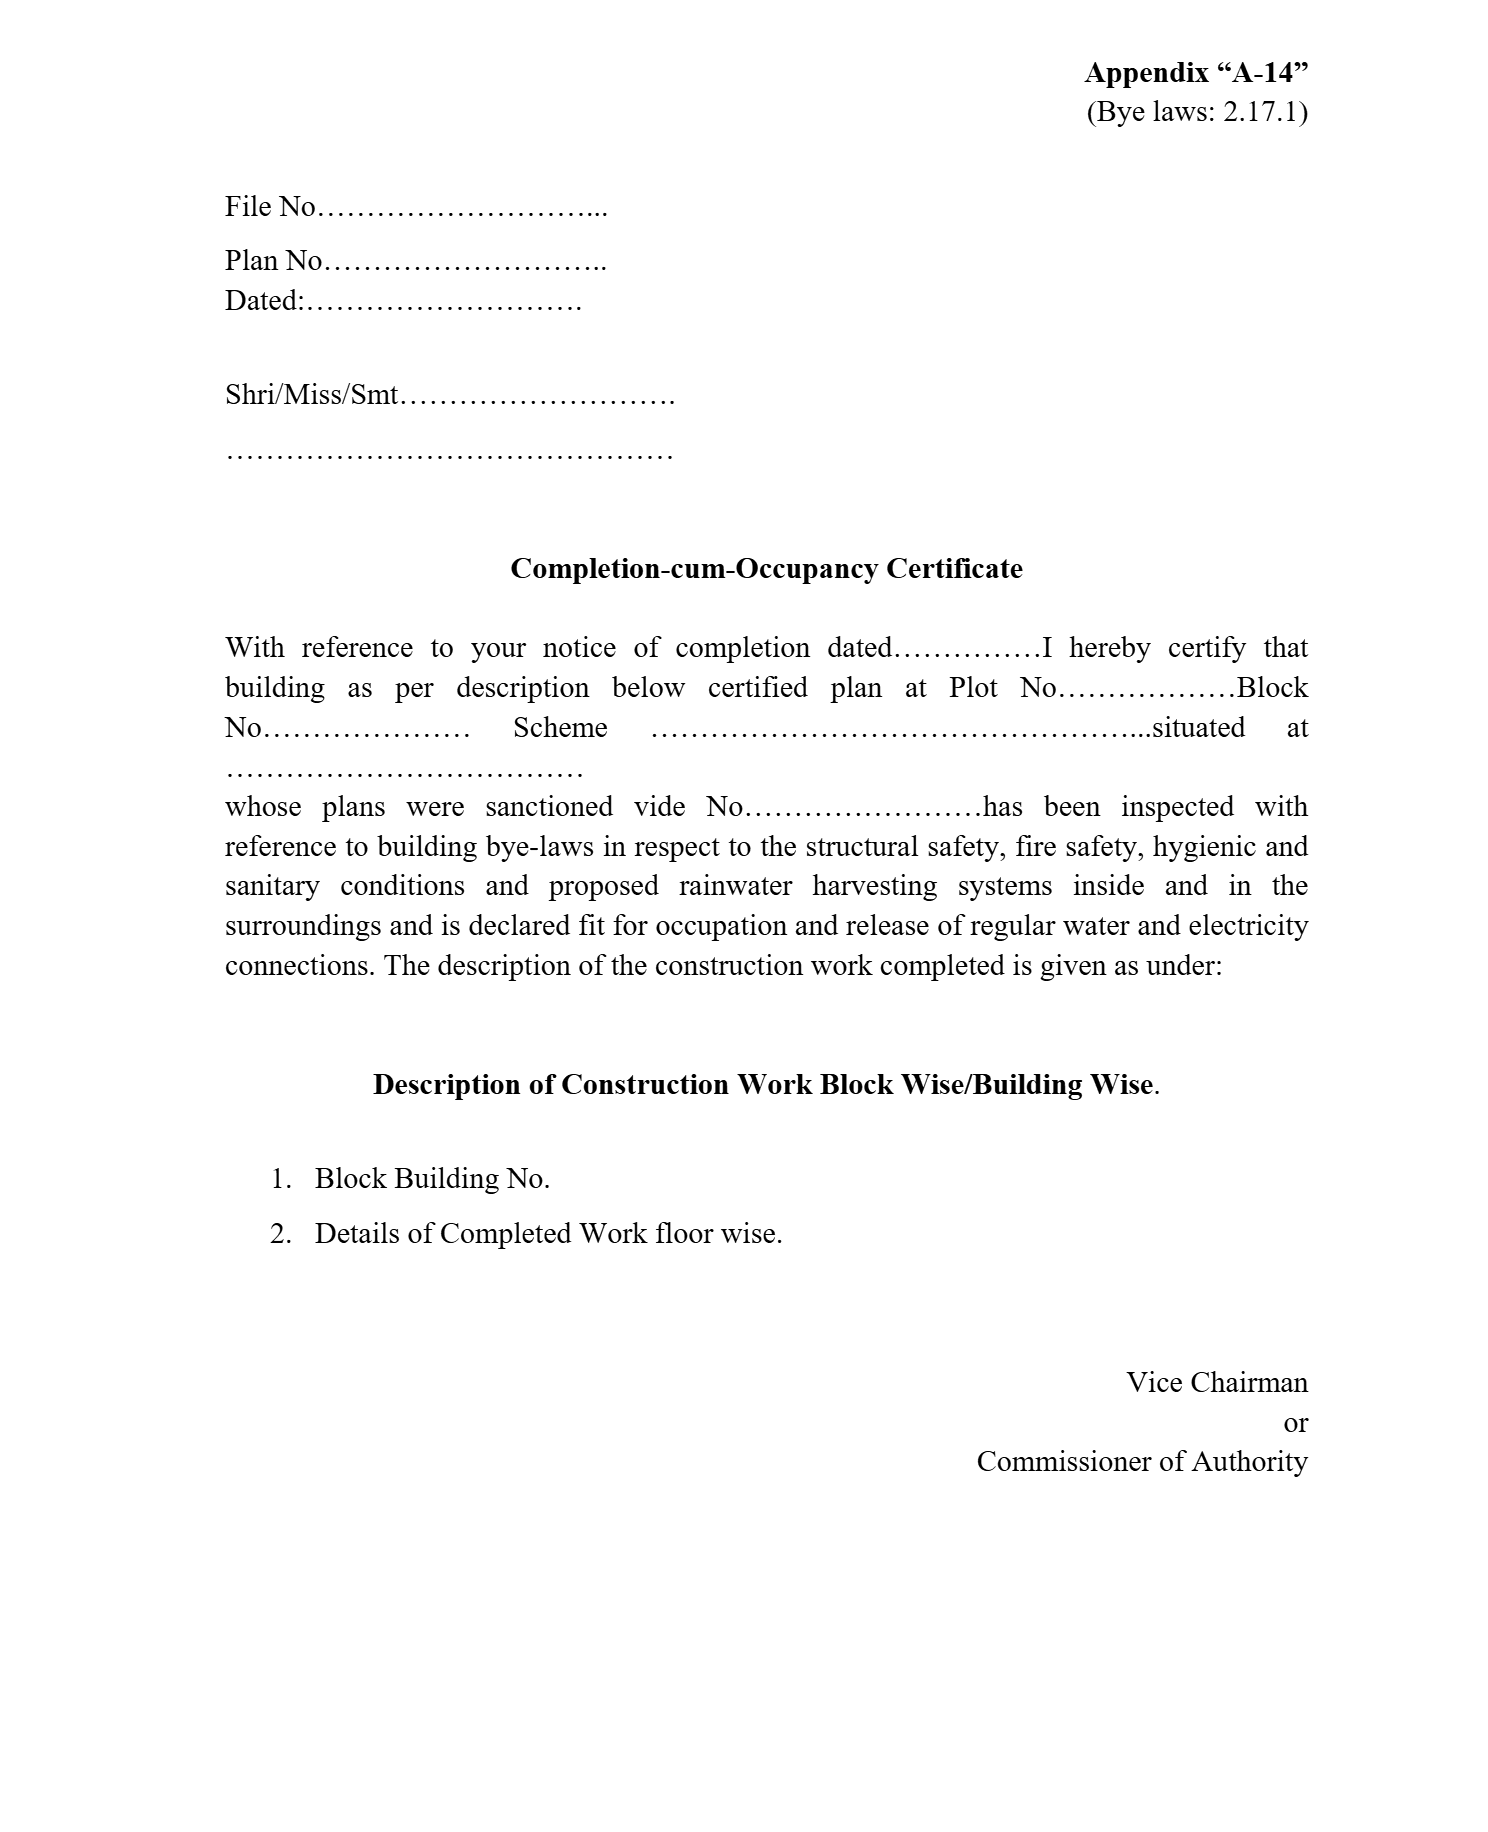 Appendix “A-14”
(Bye laws: 2.17.1)
File No………………………...
Plan No………………………..
Dated:……………………….
Shri/Miss/Smt……………………….
………………………………………
Completion-cum-Occupancy Certificate
With reference to your notice of completion dated……………I hereby certify that
building as per description below certified plan at Plot No………………Block
No………………… Scheme …………………………………………...situated at
………………………………
whose plans were sanctioned vide No……………………has been inspected with
reference to building bye-laws in respect to the structural safety, fire safety, hygienic and
sanitary conditions and proposed rainwater harvesting systems inside and in the
surroundings and is declared fit for occupation and release of regular water and electricity
connections. The description of the construction work completed is given as under:
Description of Construction Work Block Wise/Building Wise.
1. Block Building No.
2. Details of Completed Work floor wise.
Vice Chairman
or
Commissioner of Authority